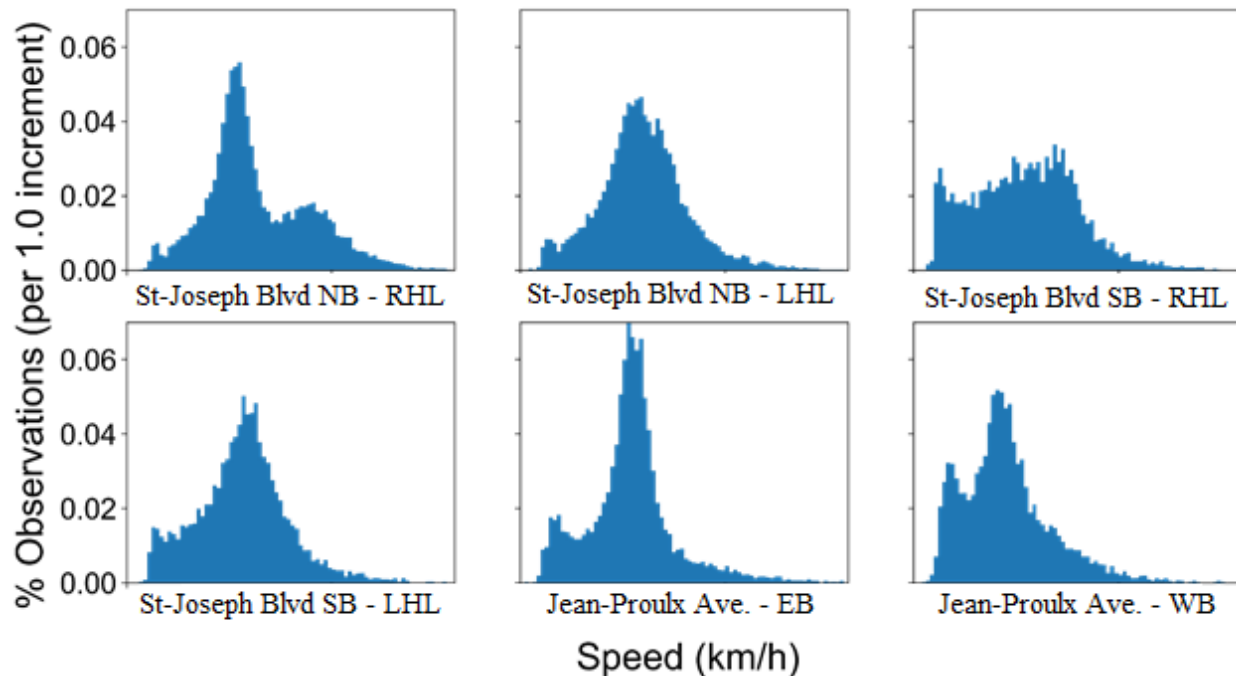 % Observations (per 1.0 increment)
0.06
0.04
0.02
0.00
St-Joseph Blvd NB - RHL
St-Joseph Blvd NB - LHL
St-Joseph Blvd SB - RHL
0.06
0.04
0.02
0.00
St-Joseph Blvd SB - LHL
Jean-Proulx Ave. - EB
Jean-Proulx Ave. - WB
Speed (km/h)